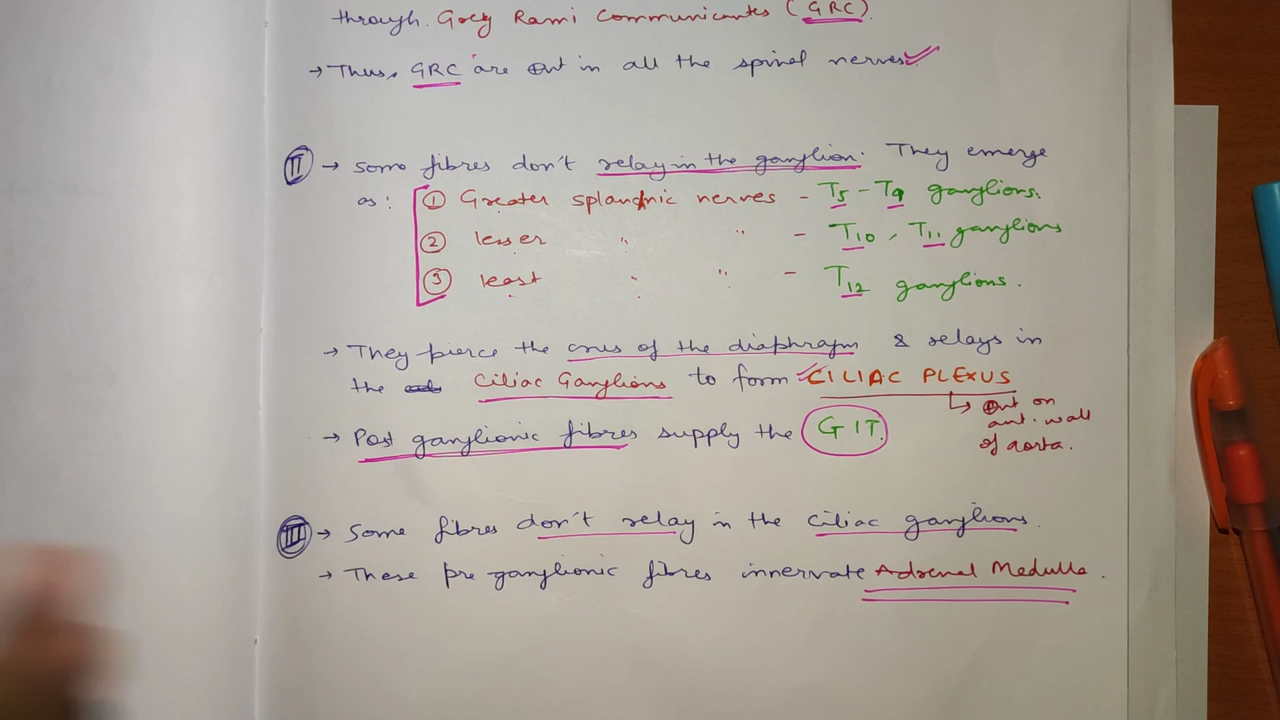 through. Grey Rami Communicantes (GRC).
→ Thus, GRC are out in all the spinal nerves
II → Some fibres don't relay in the ganglion. They emerge
as: ① Greater splanchnic nerves - T5 - T9 ganglions.
② lesser " " - T10, T11 ganglions
③ least " " - T12 ganglions.
→ They pierce the crus of the diaphragm & relays in
the Ciliac Ganglions to form CILIAC PLEXUS
↳ out on
ant. wall
of aorta.
→ Post ganglionic fibres supply the GIT.
III → Some fibres don't relay in the ciliac ganglions.
→ These pre ganglionic fibres innervate Adrenal Medulla.